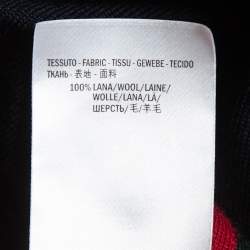 TESSUTO - FABRIC - TISSU - GEWEBE - TECIDO
ТКАНЬ - 表地 - 面料
100% LANA/WOOL/LAINE/
WOLLE/LANA/LÃ/
ШЕРСТЬ/毛/羊毛